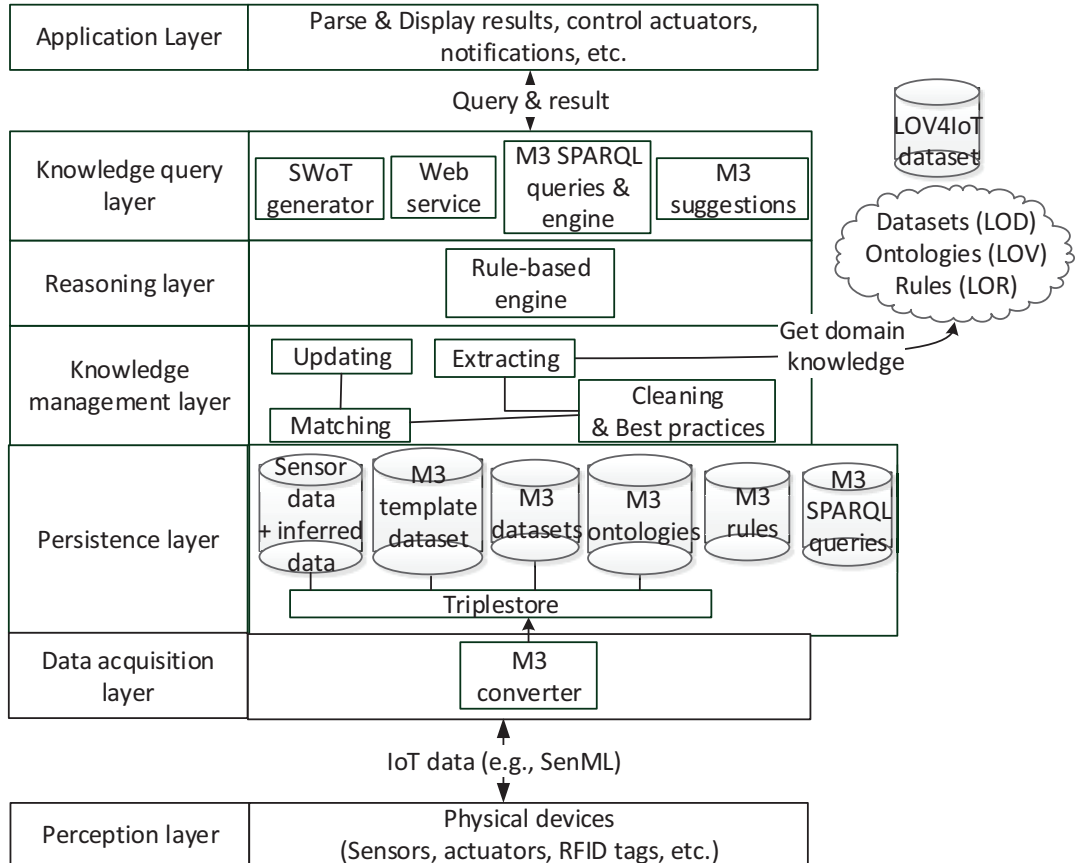 Application Layer
Parse & Display results, control actuators,
notifications, etc.
Query & result
LOV4IoT
dataset
Knowledge query
layer
SWoT
generator
Web
service
M3 SPARQL
queries &
engine
M3
suggestions
Datasets (LOD)
Ontologies (LOV)
Rules (LOR)
Reasoning layer
Rule-based
engine
Get domain
knowledge
Knowledge
management layer
Updating
Extracting
Matching
Cleaning
& Best practices
Persistence layer
Sensor
data
+ inferred
data
M3
template
dataset
M3
datasets
M3
ontologies
M3
rules
M3
SPARQL
queries
Triplestore
Data acquisition
layer
M3
converter
IoT data (e.g., SenML)
Perception layer
Physical devices
(Sensors, actuators, RFID tags, etc.)